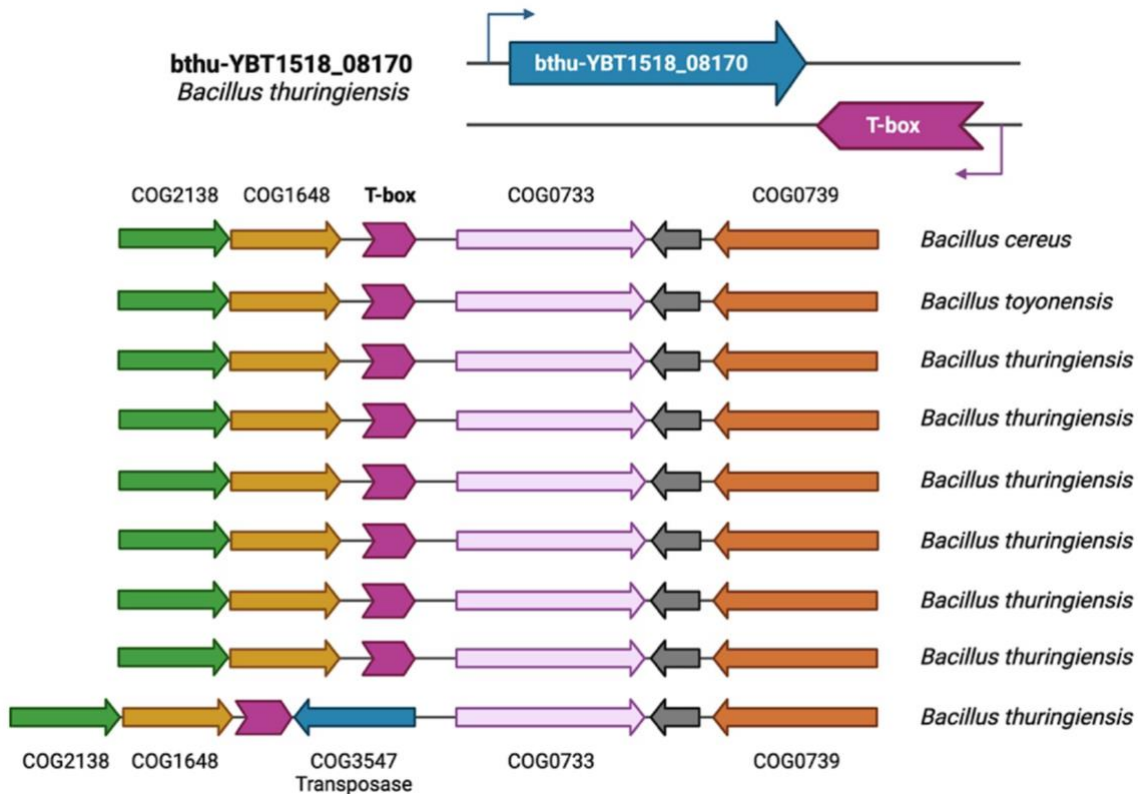 bthu-YBT1518_08170
Bacillus thuringiensis
bthu-YBT1518_08170
T-box
COG2138 COG1648 T-box COG0733 COG0739
Bacillus cereus
Bacillus toyonensis
Bacillus thuringiensis
Bacillus thuringiensis
Bacillus thuringiensis
Bacillus thuringiensis
Bacillus thuringiensis
Bacillus thuringiensis
Bacillus thuringiensis
COG2138 COG1648 COG3547 COG0733 COG0739
Transposase